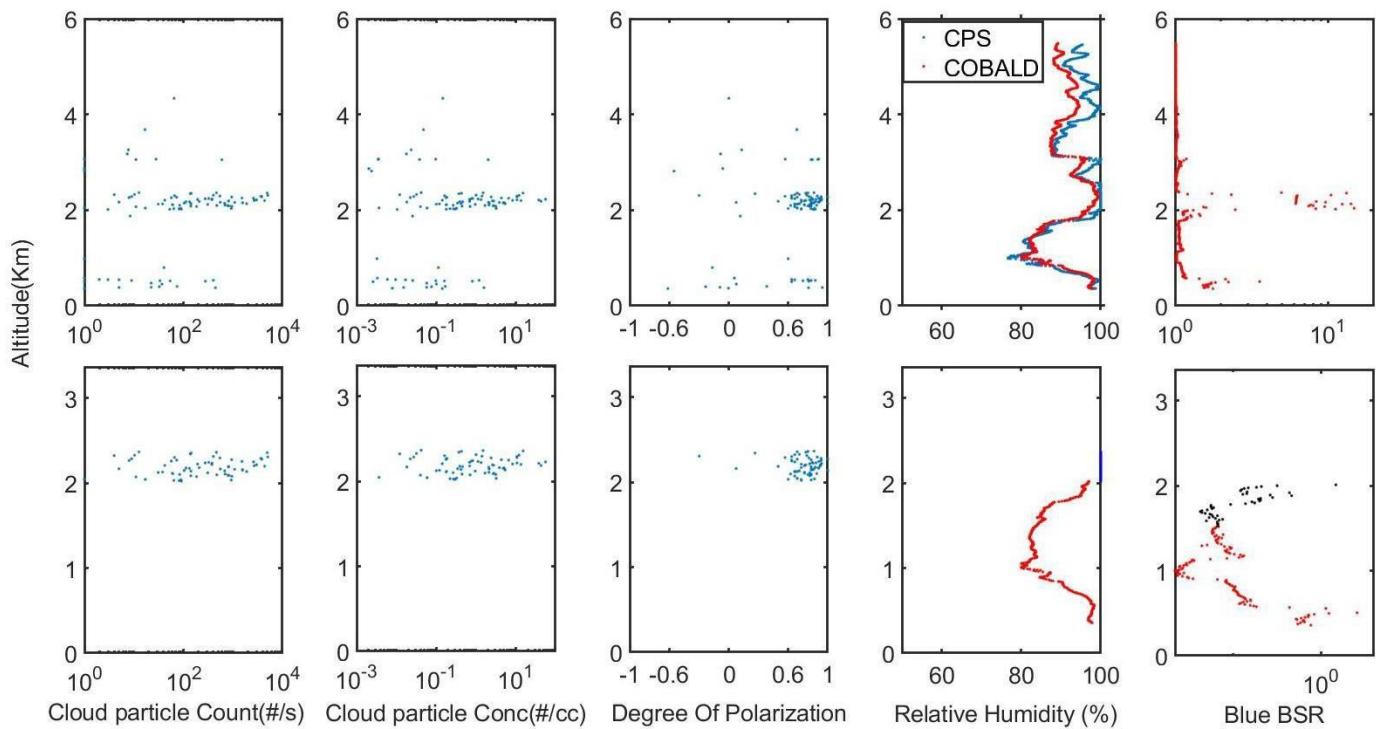 6 6 6 6 6
CPS
COBALD
4 4 4 4 4
2 2 2 2 2
0 0 0 0 0
10^0 10^2 10^4 10^-3 10^-1 10^1 -1 -0.6 0 0.6 1 60 80 100 10^0 10^1
Altitude(Km)
3 3 3 3 3
2 2 2 2 2
1 1 1 1 1
0 0 0 0 0
10^0 10^2 10^4 10^-3 10^-1 10^1 -1 -0.6 0 0.6 1 60 80 100 10^0
Cloud particle Count(#/s) Cloud particle Conc(#/cc) Degree Of Polarization Relative Humidity (%) Blue BSR